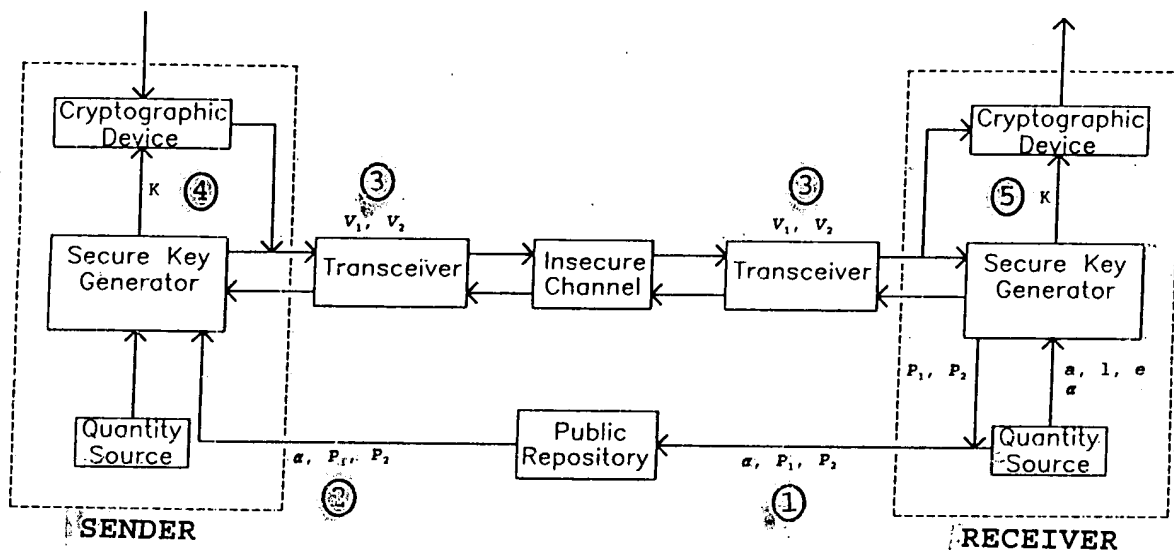 Cryptographic
Device
Cryptographic
Device
K
④
③
V₁, V₂
③
V₁, V₂
⑤
K
Secure Key
Generator
Transceiver
Insecure
Channel
Transceiver
Secure Key
Generator
P₁, P₂
a, l, e
α
Quantity
Source
α, P₁, P₂
②
Public
Repository
α, P₁, P₂
①
Quantity
Source
SENDER
RECEIVER